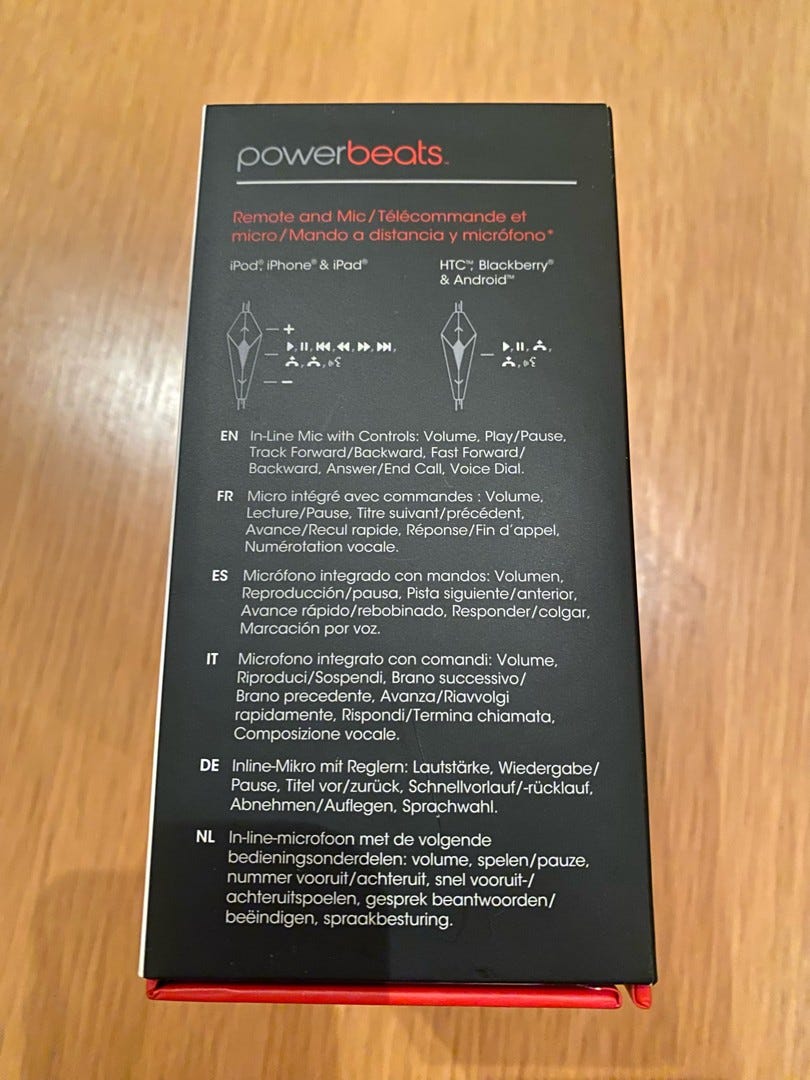 powerbeats™
Remote and Mic/Télécommande et
micro/Mando a distancia y micrófono*
iPod®, iPhone® & iPad®
HTC™, Blackberry®
& Android™
+
–
EN In-Line Mic with Controls: Volume, Play/Pause,
Track Forward/Backward, Fast Forward/
Backward, Answer/End Call, Voice Dial.
FR Micro intégré avec commandes : Volume,
Lecture/Pause, Titre suivant/précédent,
Avance/Recul rapide, Réponse/Fin d'appel,
Numérotation vocale.
ES Micrófono integrado con mandos: Volumen,
Reproducción/pausa, Pista siguiente/anterior,
Avance rápido/rebobinado, Responder/colgar,
Marcación por voz.
IT Microfono integrato con comandi: Volume,
Riproduci/Sospendi, Brano successivo/
Brano precedente, Avanza/Riavvolgi
rapidamente, Rispondi/Termina chiamata,
Composizione vocale.
DE Inline-Mikro mit Reglern: Lautstärke, Wiedergabe/
Pause, Titel vor/zurück, Schnellvorlauf/-rücklauf,
Abnehmen/Auflegen, Sprachwahl.
NL In-line-microfoon met de volgende
bedieningsonderdelen: volume, spelen/pauze,
nummer vooruit/achteruit, snel vooruit-/
achteruitspoelen, gesprek beantwoorden/
beëindigen, spraakbesturing.